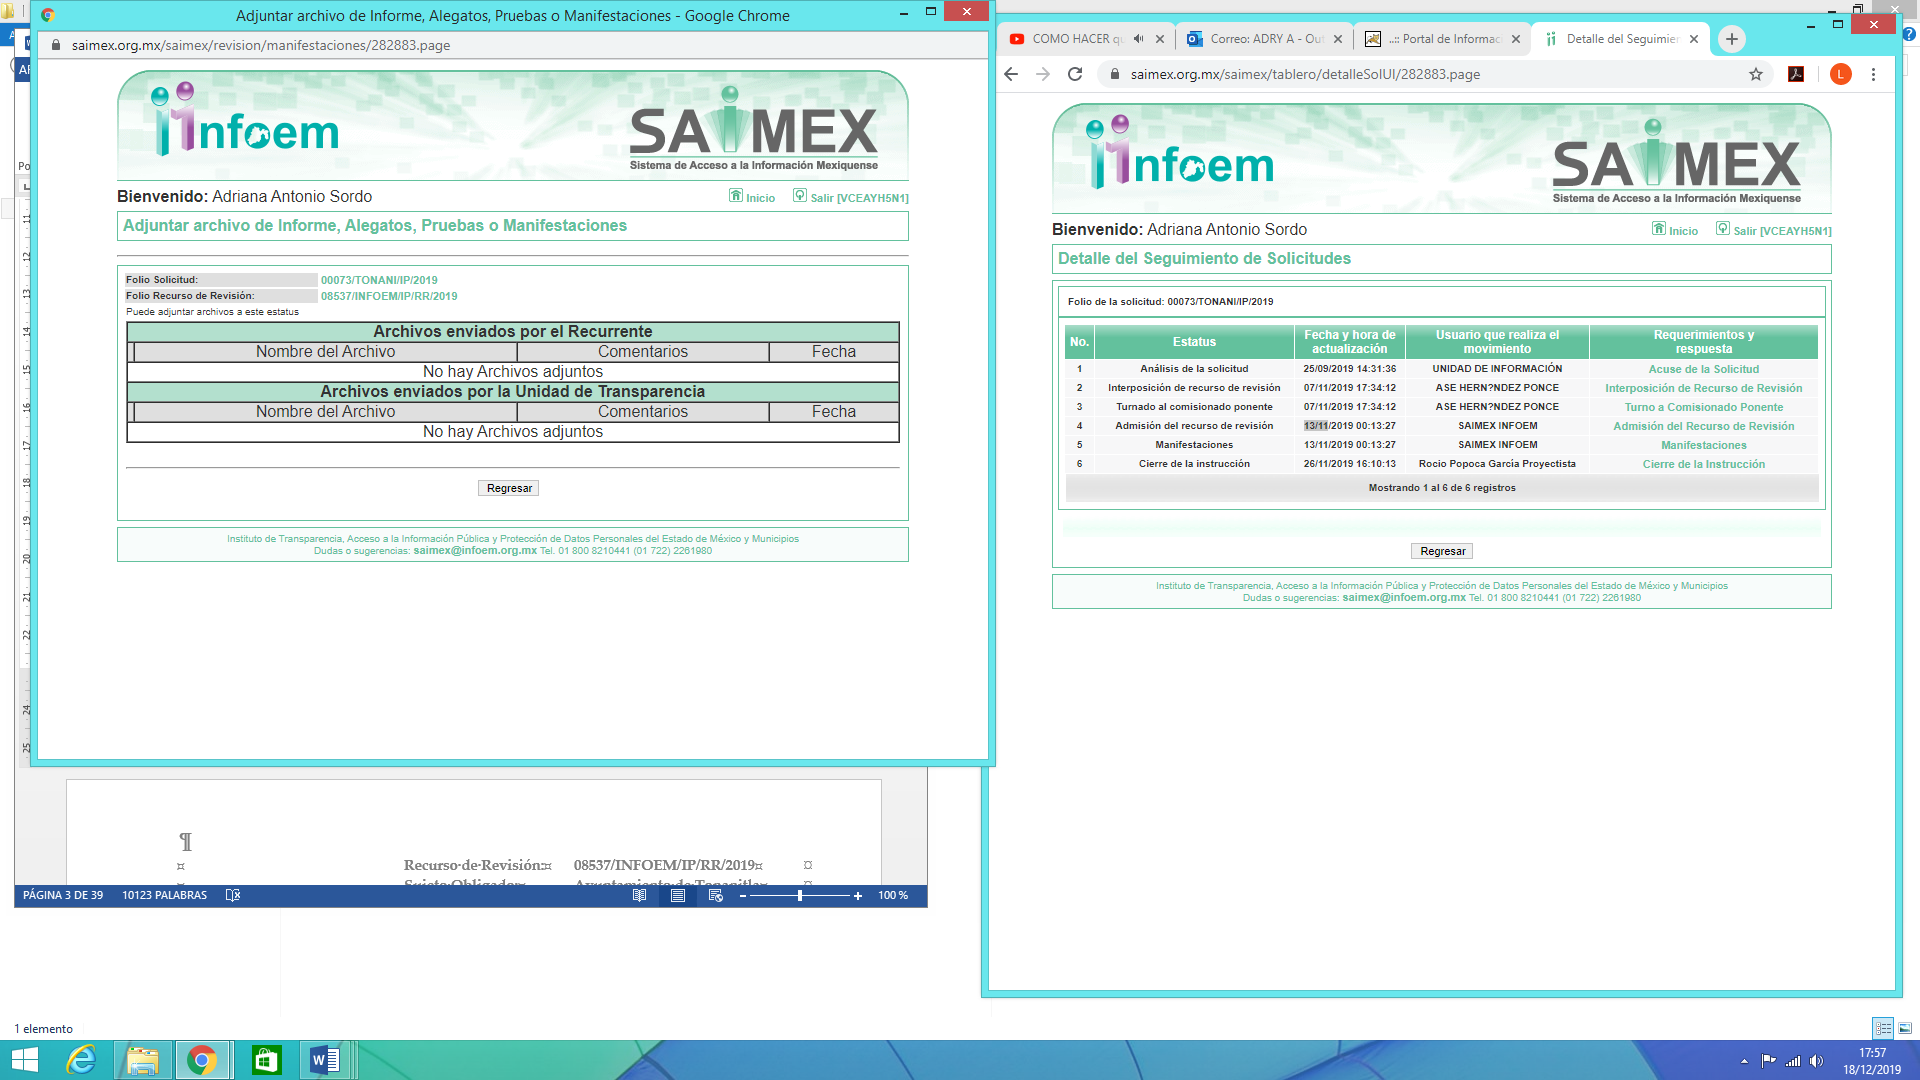 Adjuntar archivo de Informe, Alegatos, Pruebas o Manifestaciones - Google Chrome
saimex.org.mx/saimex/revision/manifestaciones/282883.page
infoem
SAIMEX
Sistema de Acceso a la Información Mexiquense
Bienvenido: Adriana Antonio Sordo
Inicio Salir [VCEAYH5N1]
Adjuntar archivo de Informe, Alegatos, Pruebas o Manifestaciones
Folio Solicitud: 00073/TONANI/IP/2019
Folio Recurso de Revisión: 08537/INFOEM/IP/RR/2019
Puede adjuntar archivos a este estatus
Archivos enviados por el Recurrente
Nombre del Archivo Comentarios Fecha
No hay Archivos adjuntos
Archivos enviados por la Unidad de Transparencia
Nombre del Archivo Comentarios Fecha
No hay Archivos adjuntos
Regresar
Instituto de Transparencia, Acceso a la Información Pública y Protección de Datos Personales del Estado de México y Municipios
Dudas o sugerencias: saimex@infoem.org.mx Tel. 01 800 8210441 (01 722) 2261980
¶
Recurso·de·Revisión:¤ 08537/INFOEM/IP/RR/2019¤ ¤
PÁGINA 3 DE 39 10123 PALABRAS 100 %
COMO HACER qu Correo: ADRY A - Out ..:: Portal de Informac Detalle del Seguimien
saimex.org.mx/saimex/tablero/detalleSolUI/282883.page
L
infoem
SAIMEX
Sistema de Acceso a la Información Mexiquense
Bienvenido: Adriana Antonio Sordo
Inicio Salir [VCEAYH5N1]
Detalle del Seguimiento de Solicitudes
Folio de la solicitud: 00073/TONANI/IP/2019
No. Estatus Fecha y hora de actualización Usuario que realiza el movimiento Requerimientos y respuesta
1 Análisis de la solicitud 25/09/2019 14:31:36 UNIDAD DE INFORMACIÓN Acuse de la Solicitud
2 Interposición de recurso de revisión 07/11/2019 17:34:12 ASE HERN?NDEZ PONCE Interposición de Recurso de Revisión
3 Turnado al comisionado ponente 07/11/2019 17:34:12 ASE HERN?NDEZ PONCE Turno a Comisionado Ponente
4 Admisión del recurso de revisión 13/11/2019 00:13:27 SAIMEX INFOEM Admisión del Recurso de Revisión
5 Manifestaciones 13/11/2019 00:13:27 SAIMEX INFOEM Manifestaciones
6 Cierre de la instrucción 26/11/2019 16:10:13 Rocio Popoca García Proyectista Cierre de la Instrucción
Mostrando 1 al 6 de 6 registros
Regresar
Instituto de Transparencia, Acceso a la Información Pública y Protección de Datos Personales del Estado de México y Municipios
Dudas o sugerencias: saimex@infoem.org.mx Tel. 01 800 8210441 (01 722) 2261980
1 elemento
17:57
18/12/2019